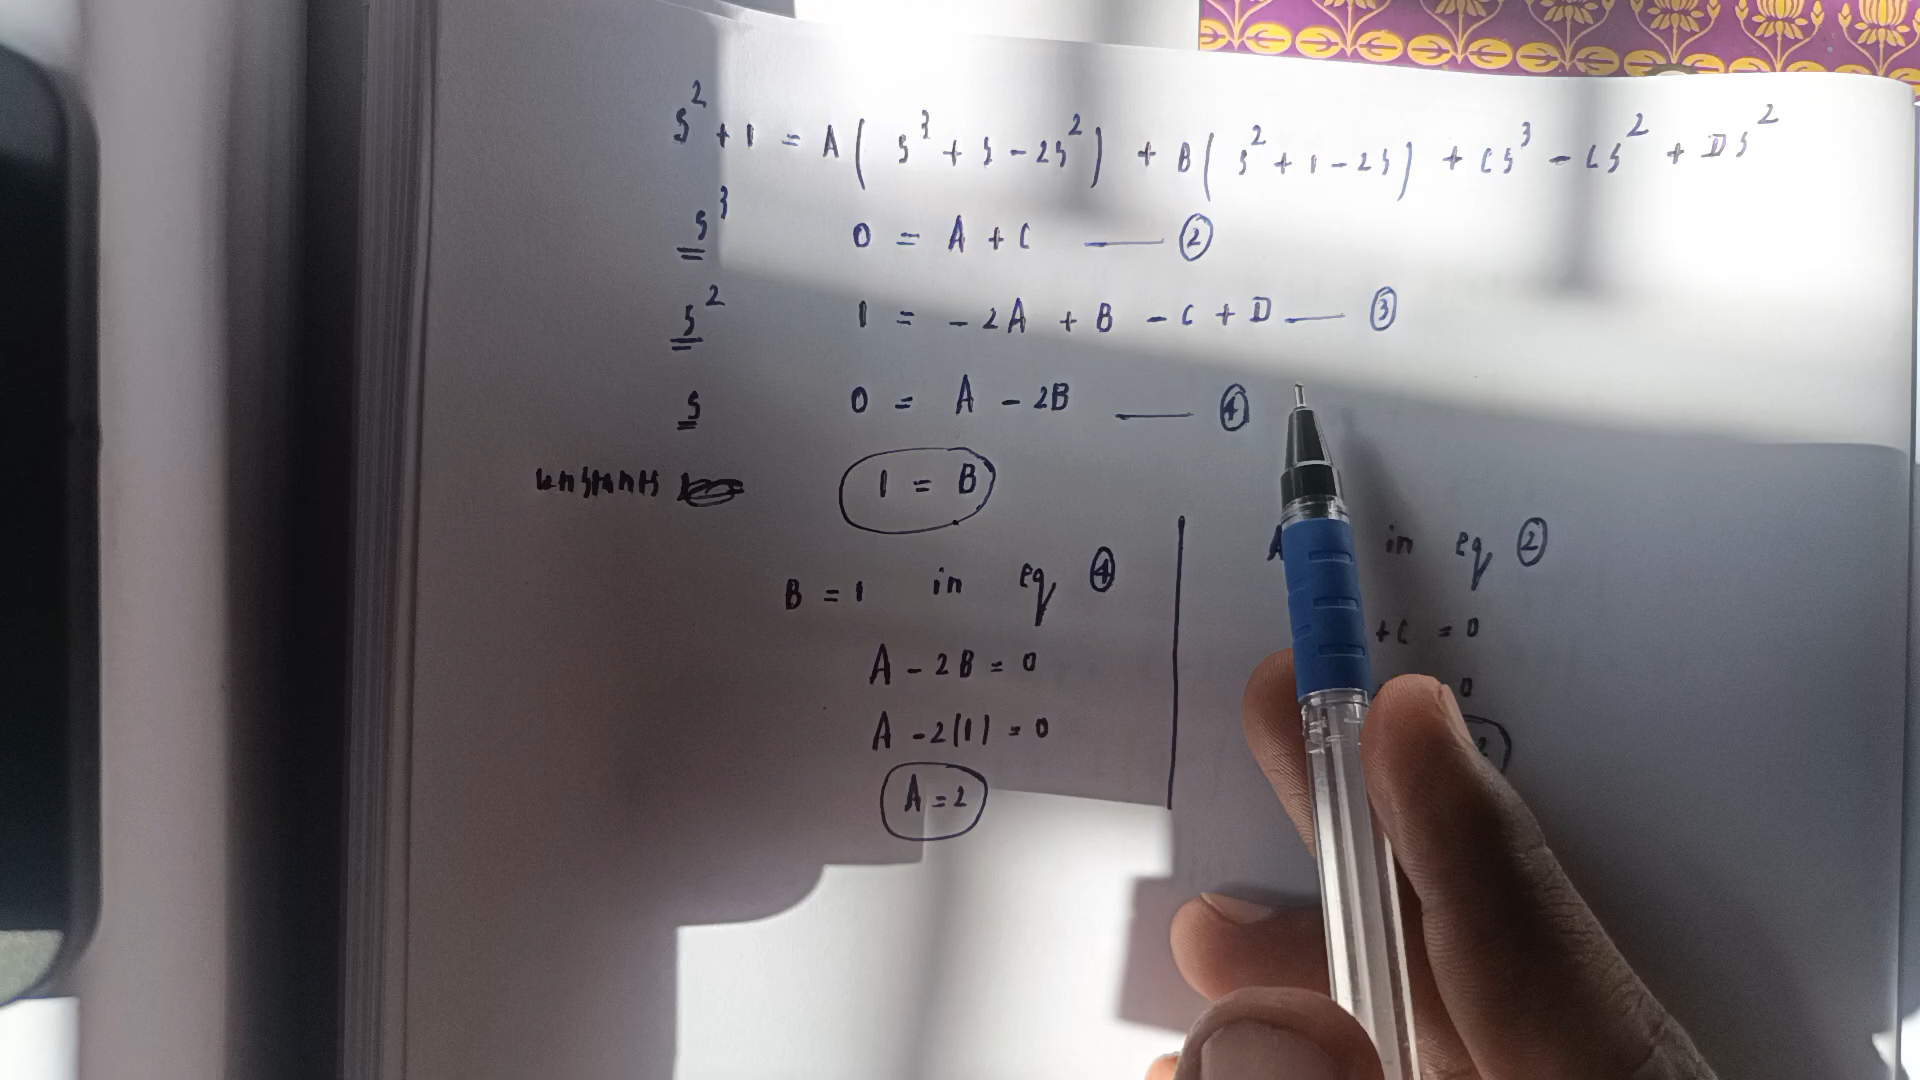 s² + 1 = A( s³ + s - 2s² ) + B( s² + 1 - 2s ) + Cs³ - Cs² + Ds²
s³ 0 = A + C —— ②
s² 1 = - 2A + B - C + D —— ③
s 0 = A - 2B —— ④
constants 1 = B
B = 1 in eq ④
A - 2B = 0
A - 2(1) = 0
A = 2
in eq ②
+ C = 0
0
2